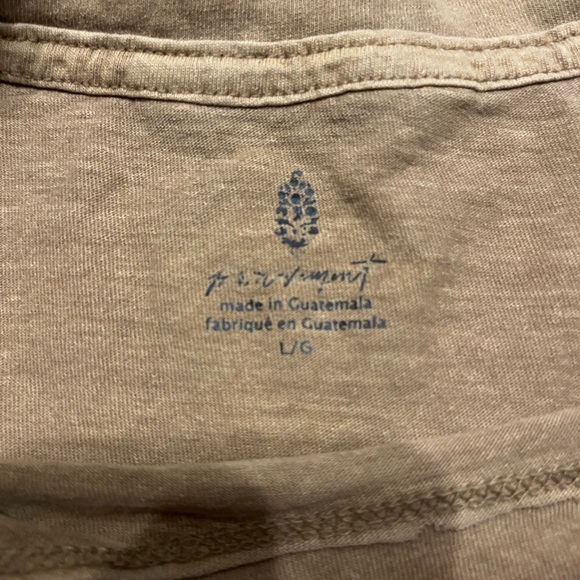 made in Guatemala
fabriqué en Guatemala
L/G